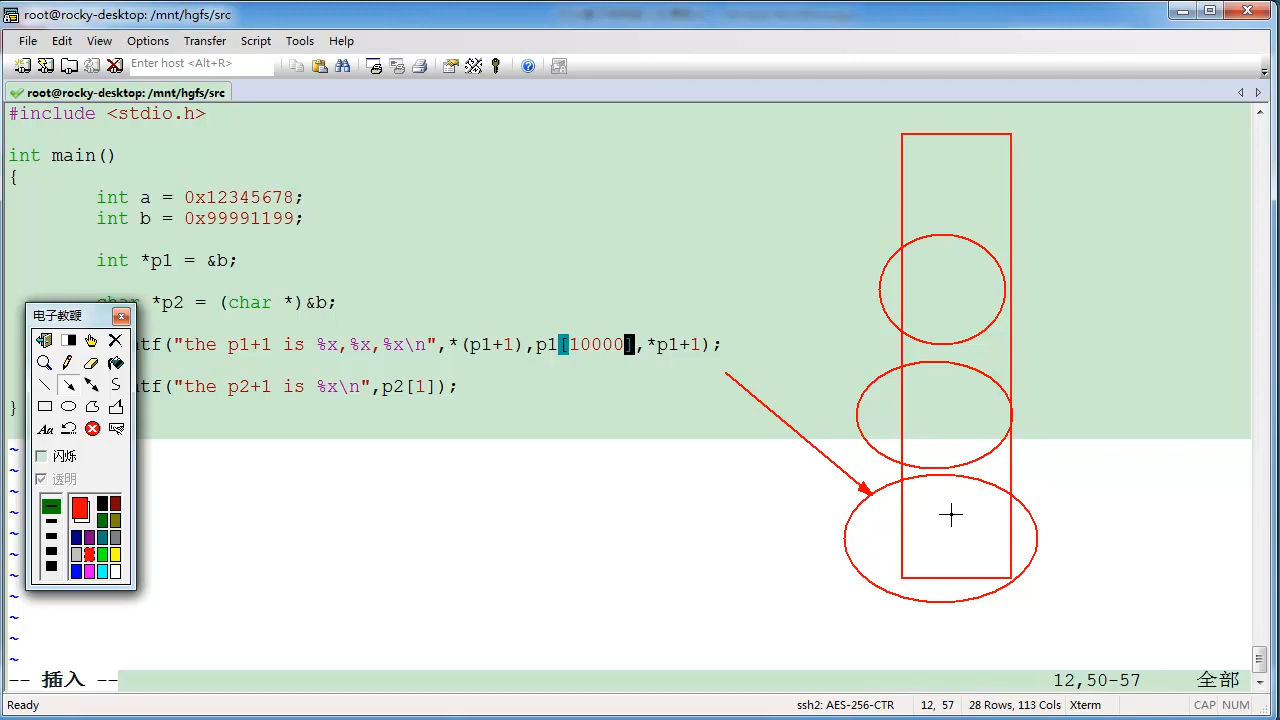 root@rocky-desktop: /mnt/hgfs/src
File Edit View Options Transfer Script Tools Help
Enter host <Alt+R>
root@rocky-desktop: /mnt/hgfs/src
#include <stdio.h>
int main()
{
int a = 0x12345678;
int b = 0x99991199;
int *p1 = &b;
char *p2 = (char *)&b;
tf("the p1+1 is %x,%x,%x\n",*(p1+1),p1[10000],*p1+1);
tf("the p2+1 is %x\n",p2[1]);
}
电子教鞭
Aa
闪烁
透明
~
~
~
~
~
~
~
~
~
~
~
-- 插入 --
12,50-57 全部
Ready
ssh2: AES-256-CTR 12, 57 28 Rows, 113 Cols Xterm CAP NUM